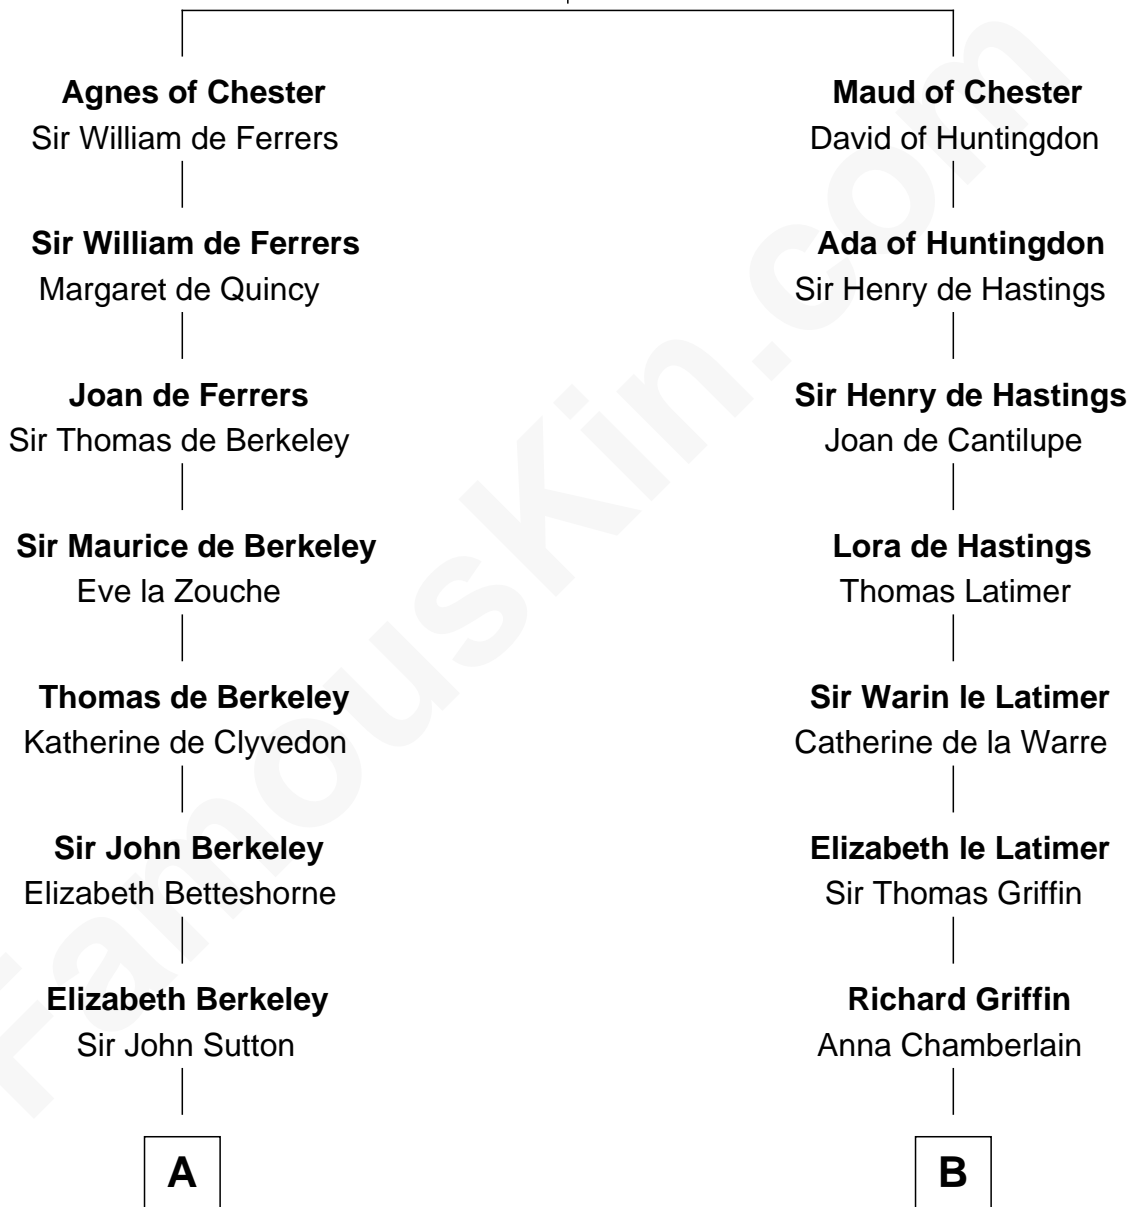 Agnes of Chester
Sir William de Ferrers
Sir William de Ferrers
Margaret de Quincy
Joan de Ferrers
Sir Thomas de Berkeley
Sir Maurice de Berkeley
Eve la Zouche
Thomas de Berkeley
Katherine de Clyvedon
Sir John Berkeley
Elizabeth Betteshorne
Elizabeth Berkeley
Sir John Sutton
A
Maud of Chester
David of Huntingdon
Ada of Huntingdon
Sir Henry de Hastings
Sir Henry de Hastings
Joan de Cantilupe
Lora de Hastings
Thomas Latimer
Sir Warin le Latimer
Catherine de la Warre
Elizabeth le Latimer
Sir Thomas Griffin
Richard Griffin
Anna Chamberlain
B
FamousKin.com